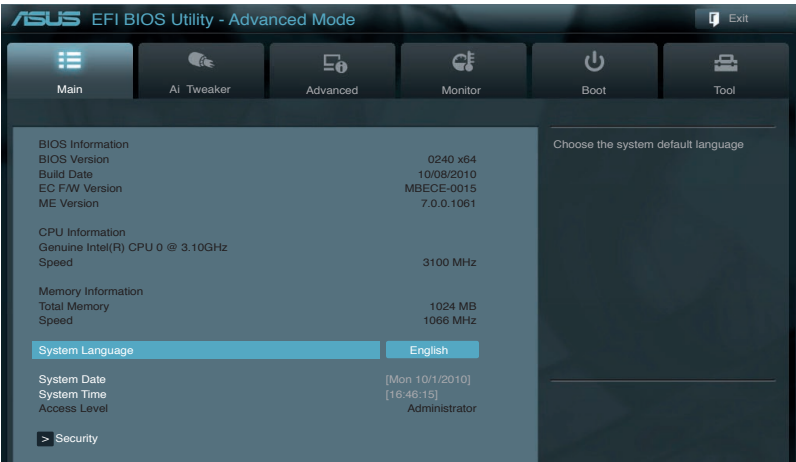 ASUS EFI BIOS Utility - Advanced Mode
Exit
Main
Ai Tweaker
Advanced
Monitor
Boot
Tool
BIOS Information
BIOS Version 0240 x64
Build Date 10/08/2010
EC F/W Version MBECE-0015
ME Version 7.0.0.1061
CPU Information
Genuine Intel(R) CPU 0 @ 3.10GHz
Speed 3100 MHz
Memory Information
Total Memory 1024 MB
Speed 1066 MHz
System Language English
System Date [Mon 10/1/2010]
System Time [16:46:15]
Access Level Administrator
> Security
Choose the system default language